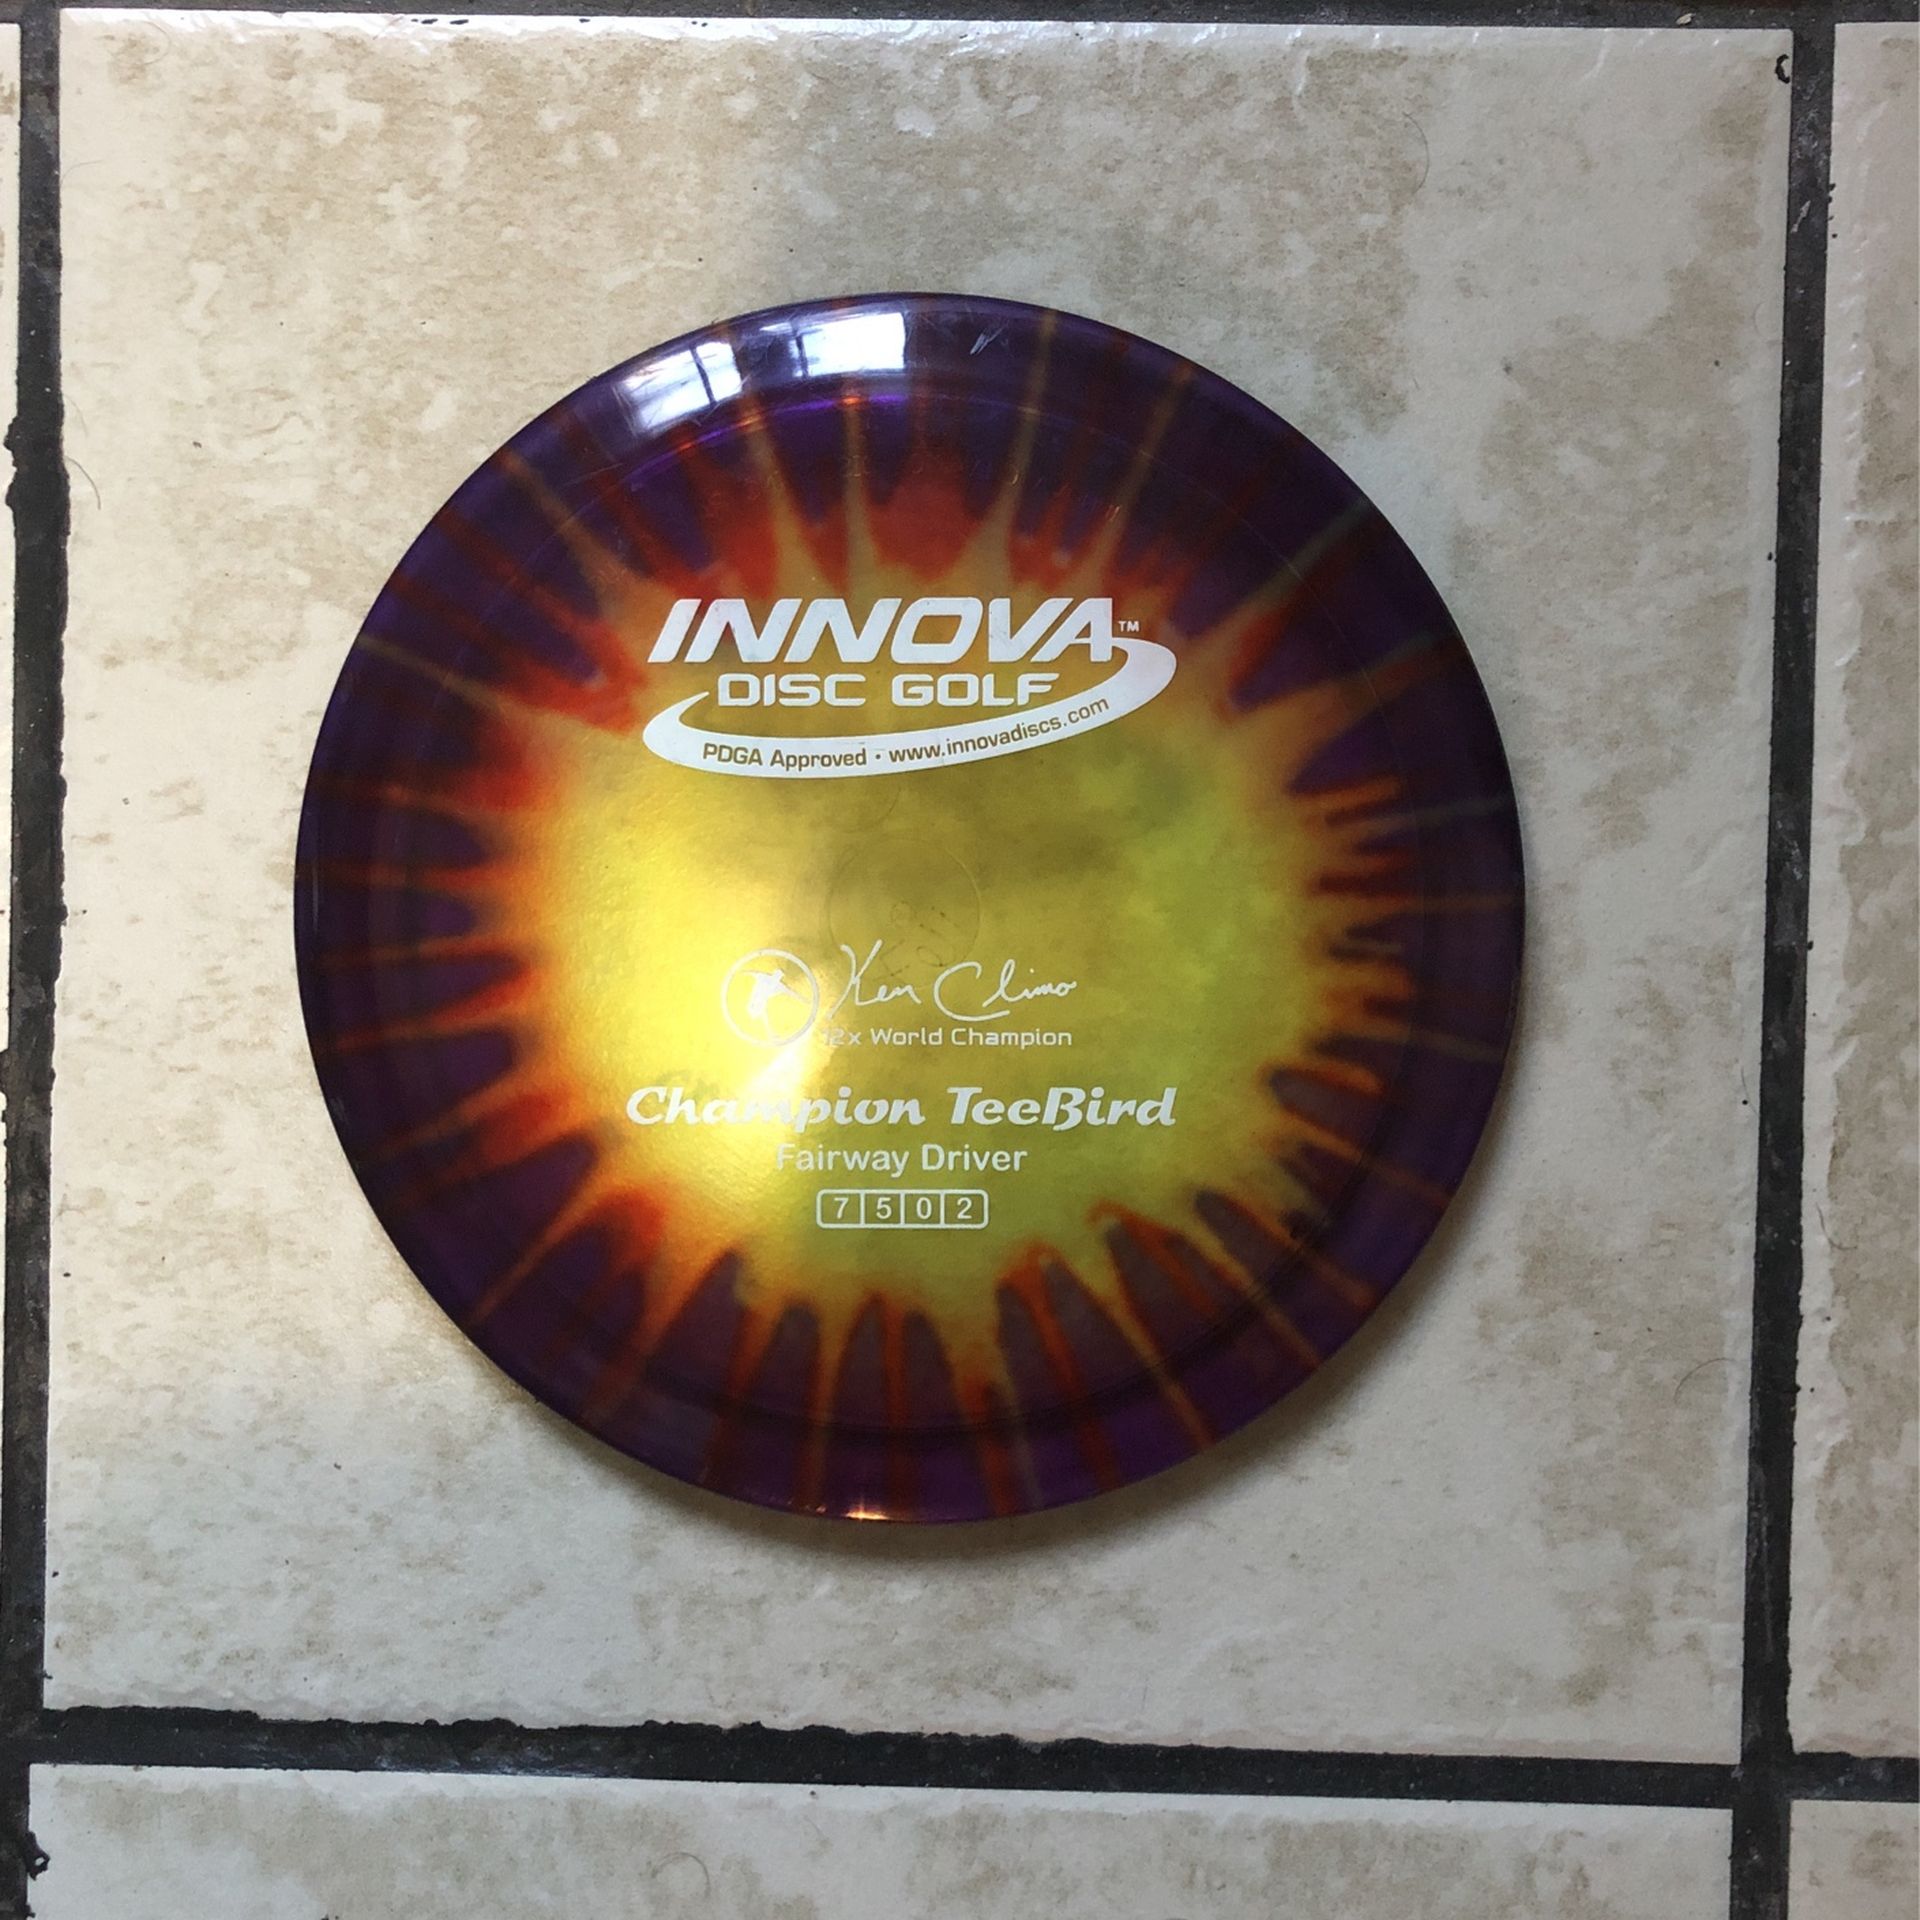 INNOVA™
DISC GOLF
PDGA Approved • www.innovadiscs.com
Ken Climo
12x World Champion
Champion TeeBird
Fairway Driver
7 5 0 2